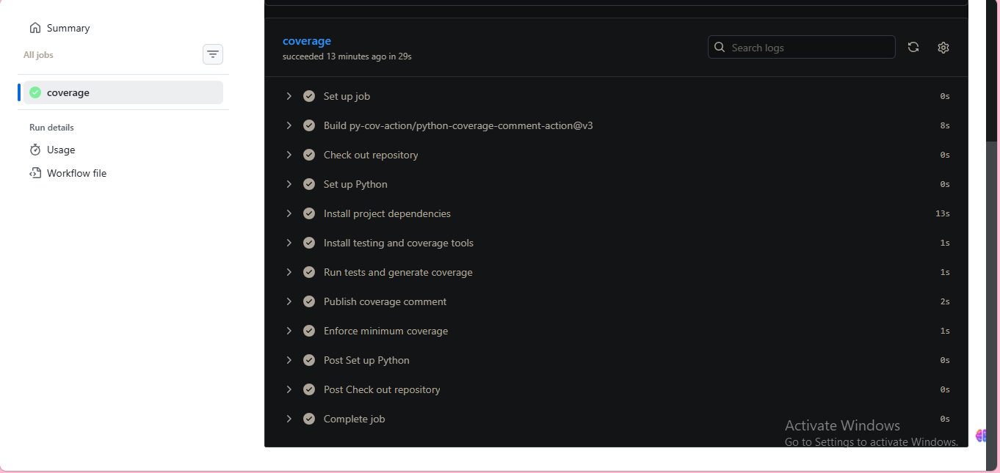 Summary
All jobs
coverage
Run details
Usage
Workflow file
coverage
succeeded 13 minutes ago in 29s
Search logs
Set up job 0s
Build py-cov-action/python-coverage-comment-action@v3 8s
Check out repository 0s
Set up Python 0s
Install project dependencies 13s
Install testing and coverage tools 1s
Run tests and generate coverage 1s
Publish coverage comment 2s
Enforce minimum coverage 1s
Post Set up Python 0s
Post Check out repository 0s
Complete job 0s
Activate Windows
Go to Settings to activate Windows.